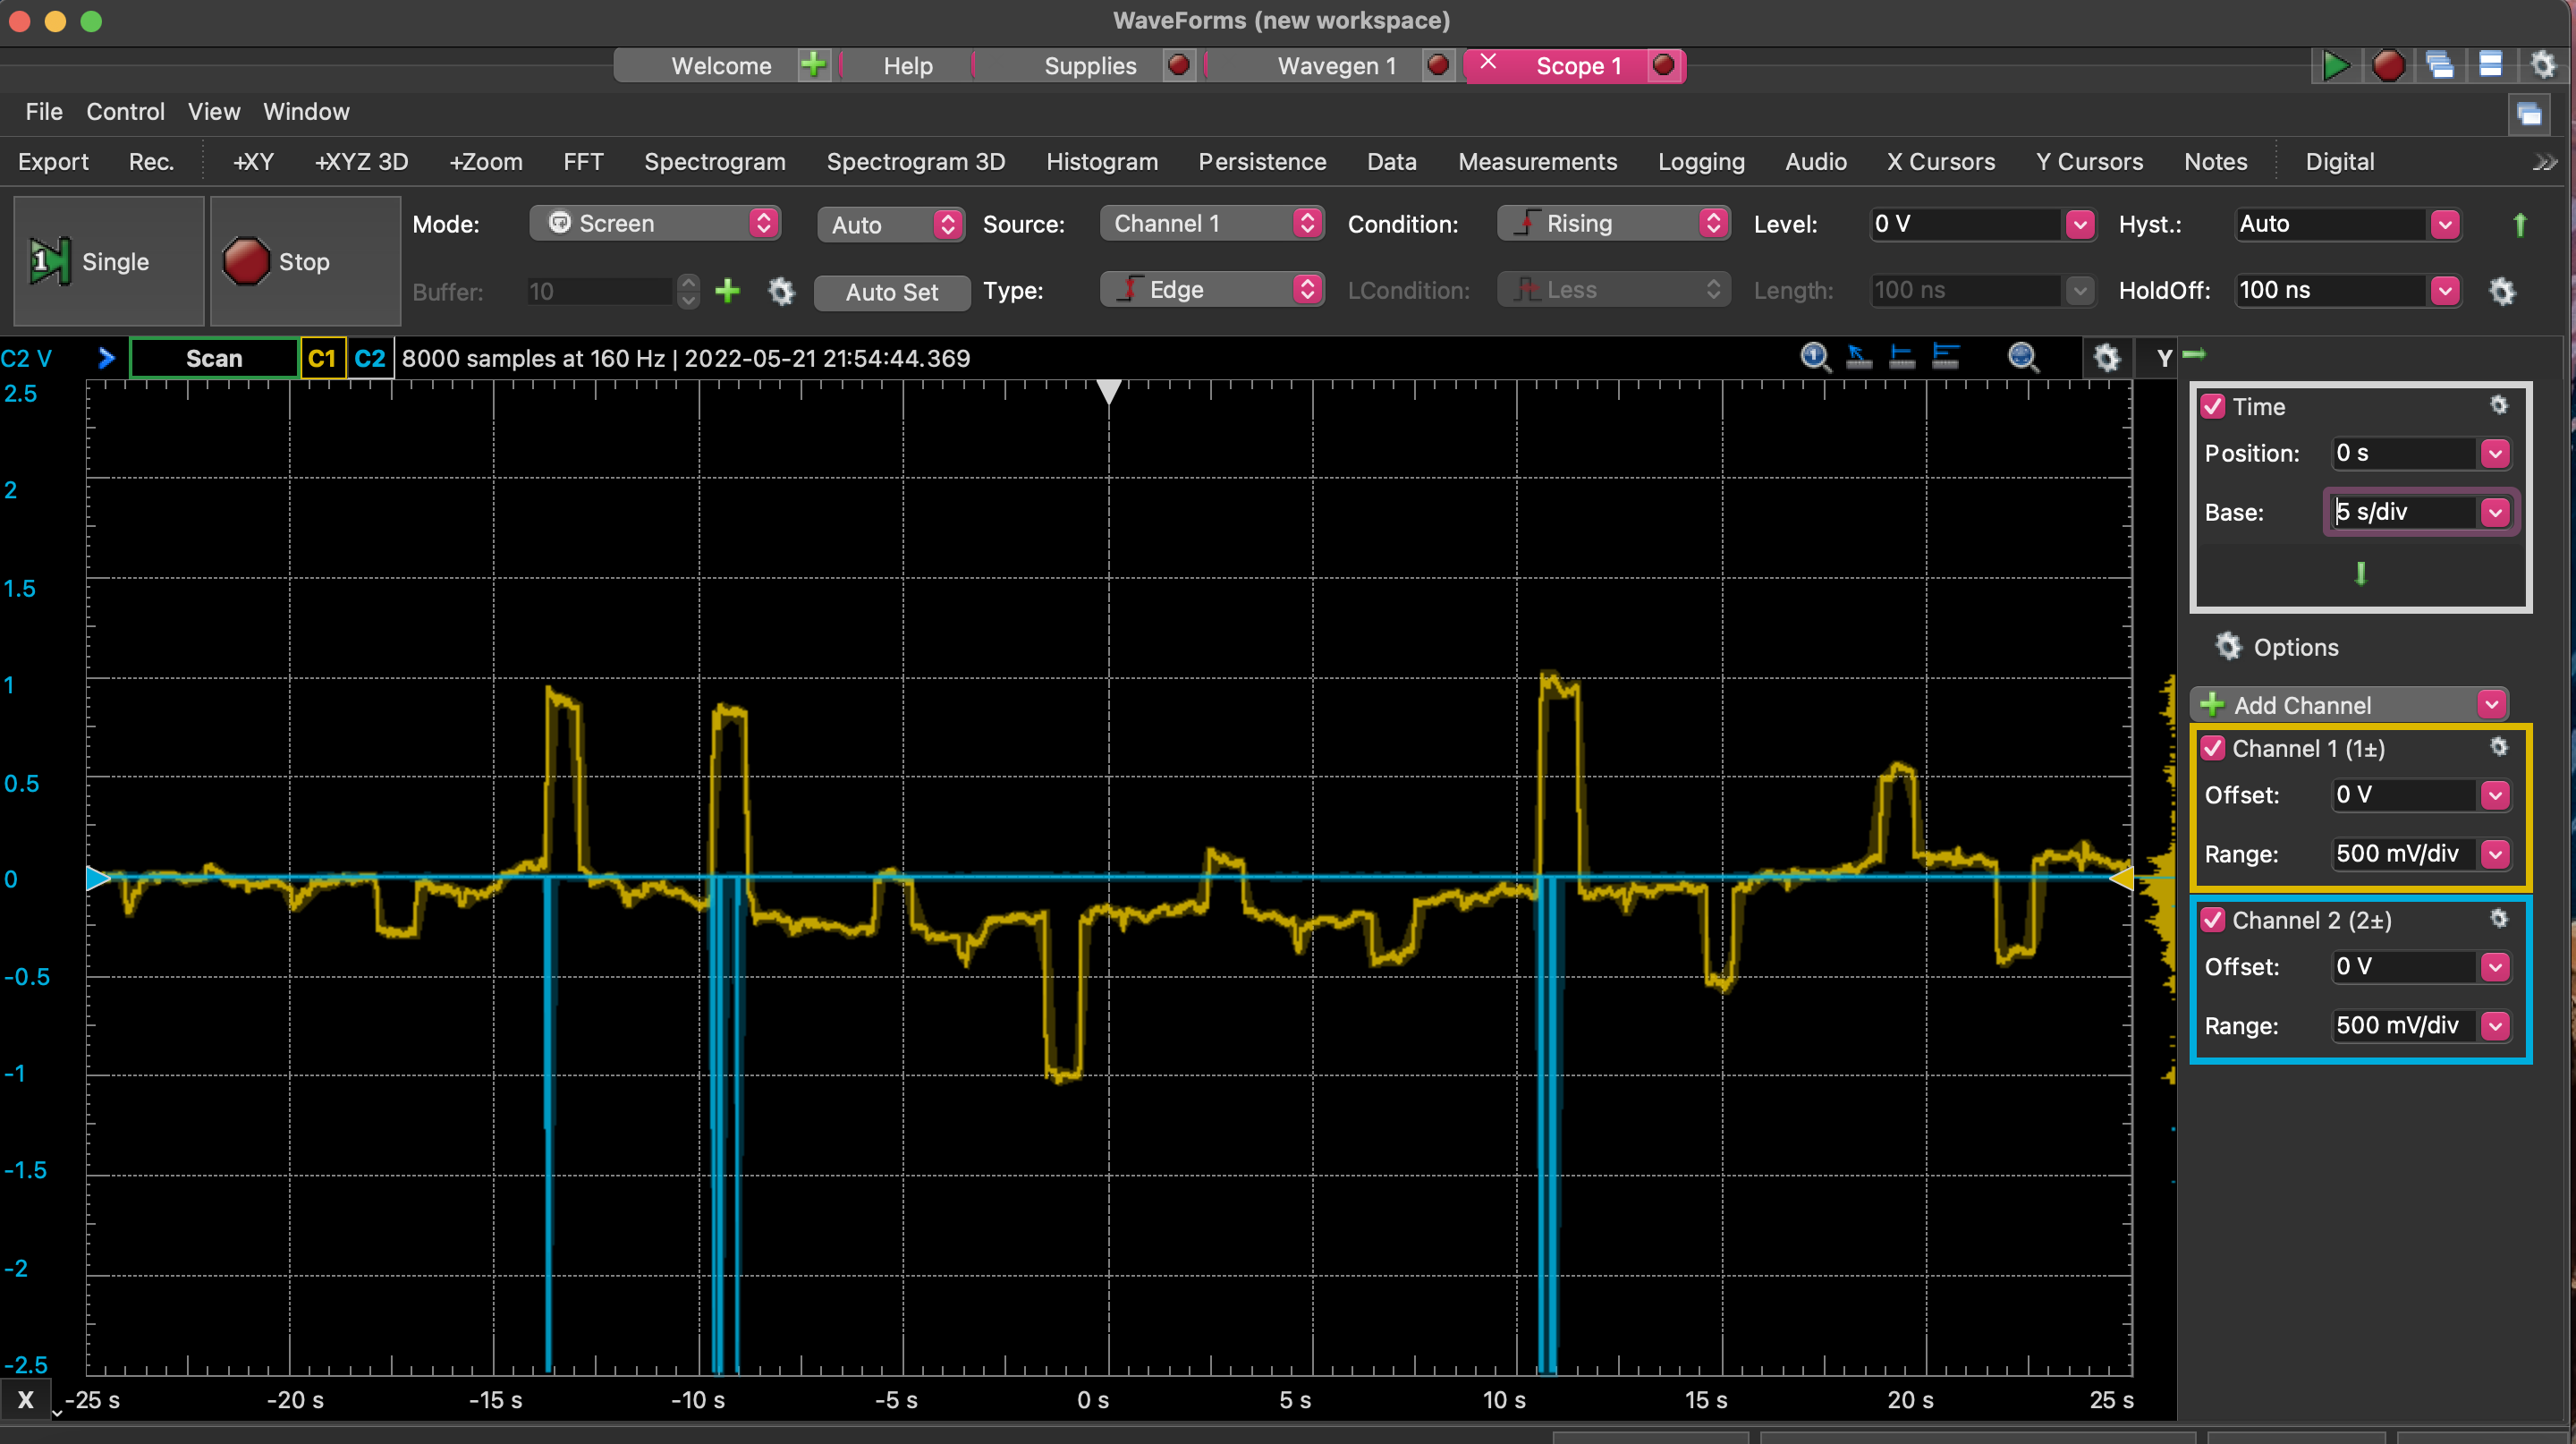 WaveForms (new workspace)
Welcome Help Supplies Wavegen 1 Scope 1
File Control View Window
Export Rec. +XY +XYZ 3D +Zoom FFT Spectrogram Spectrogram 3D Histogram Persistence Data Measurements Logging Audio X Cursors Y Cursors Notes Digital
1 Single Stop Mode: Screen Auto Source: Channel 1 Condition: Rising Level: 0 V Hyst.: Auto
Buffer: 10 Auto Set Type: Edge LCondition: Less Length: 100 ns HoldOff: 100 ns
C2 V Scan C1 C2 8000 samples at 160 Hz | 2022-05-21 21:54:44.369 Y
2.5
2
1.5
1
0.5
0
-0.5
-1
-1.5
-2
-2.5
X -25 s -20 s -15 s -10 s -5 s 0 s 5 s 10 s 15 s 20 s 25 s
Time
Position: 0 s
Base: 5 s/div
Options
Add Channel
Channel 1 (1±)
Offset: 0 V
Range: 500 mV/div
Channel 2 (2±)
Offset: 0 V
Range: 500 mV/div